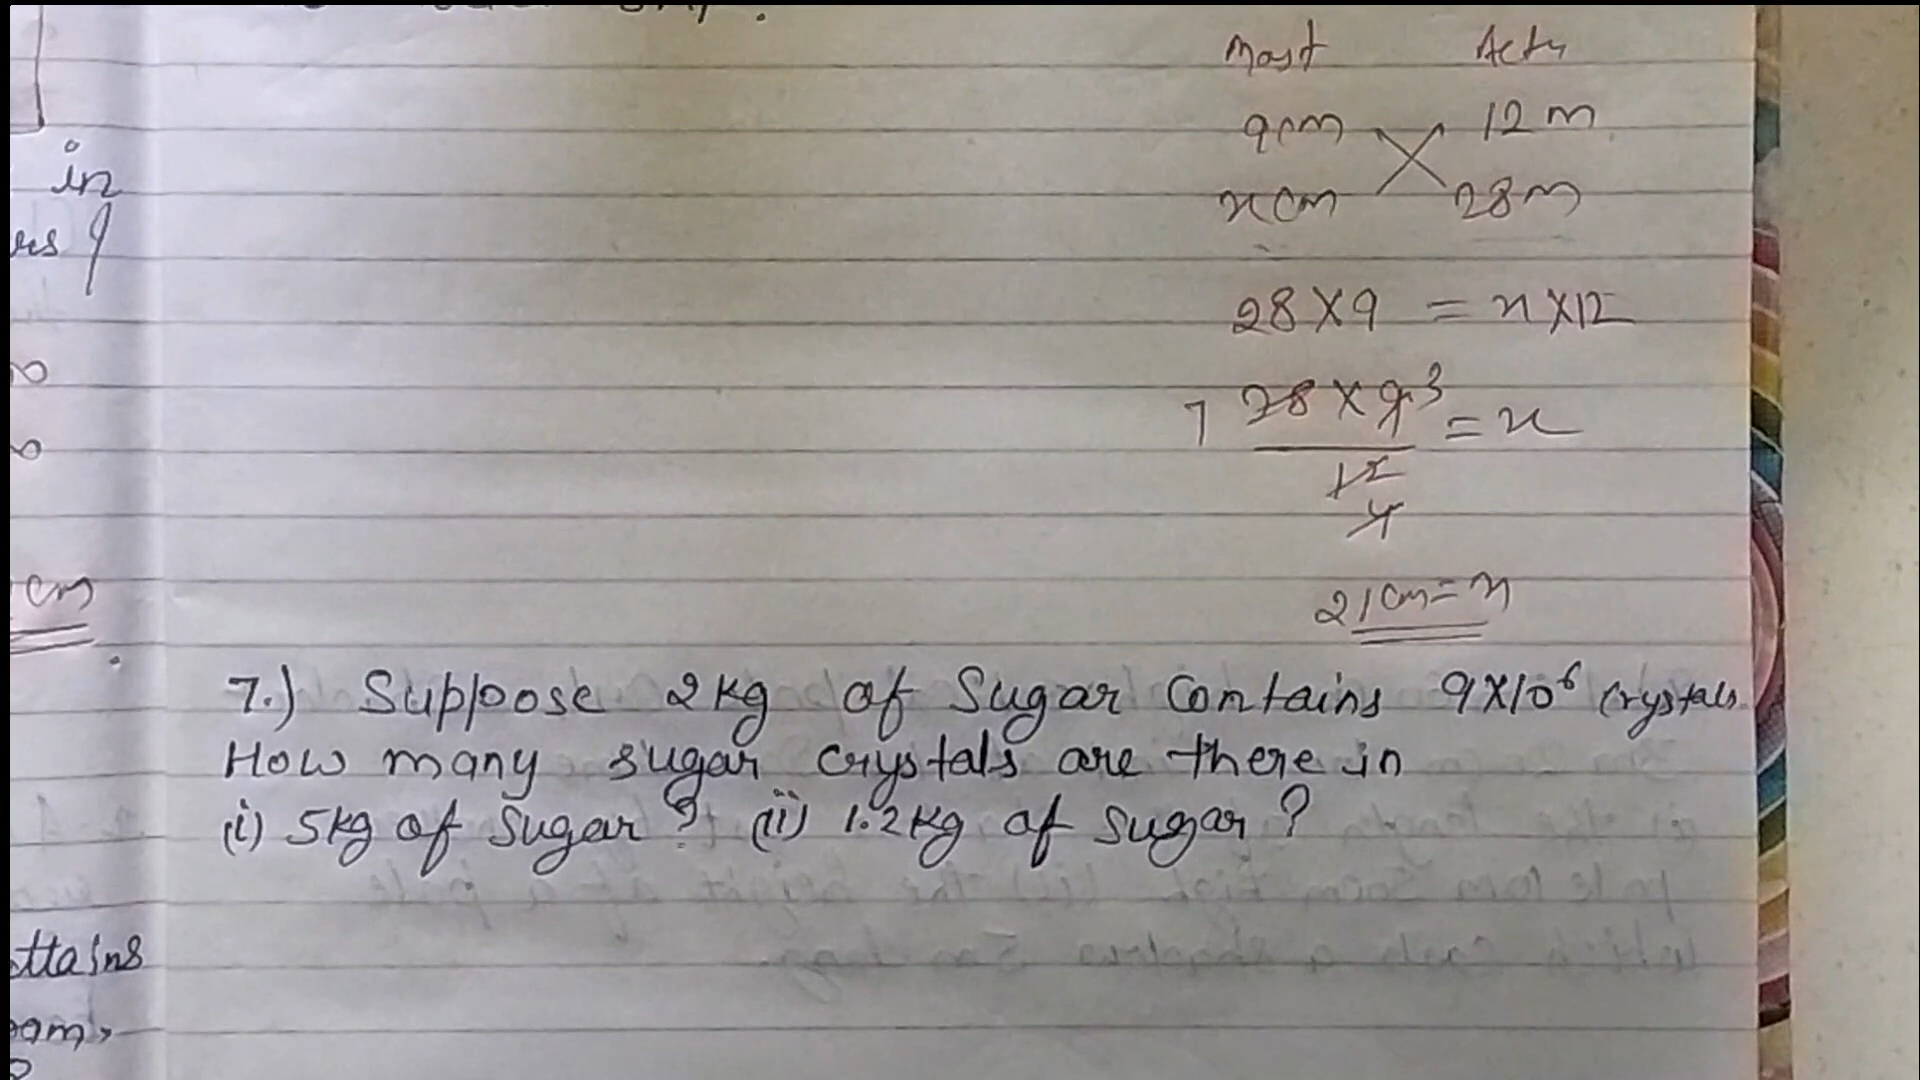 in
cm
ttains
Mast Actu
9cm 12m
xcm 28m
28×9 = x×12
7 28×9 3 = x
12
4
21cm = x
7.) Suppose 2kg of Sugar Contains 9×10⁶ Crystals.
How many sugar crystals are there in
(i) 5kg of sugar ? (ii) 1.2kg of sugar ?